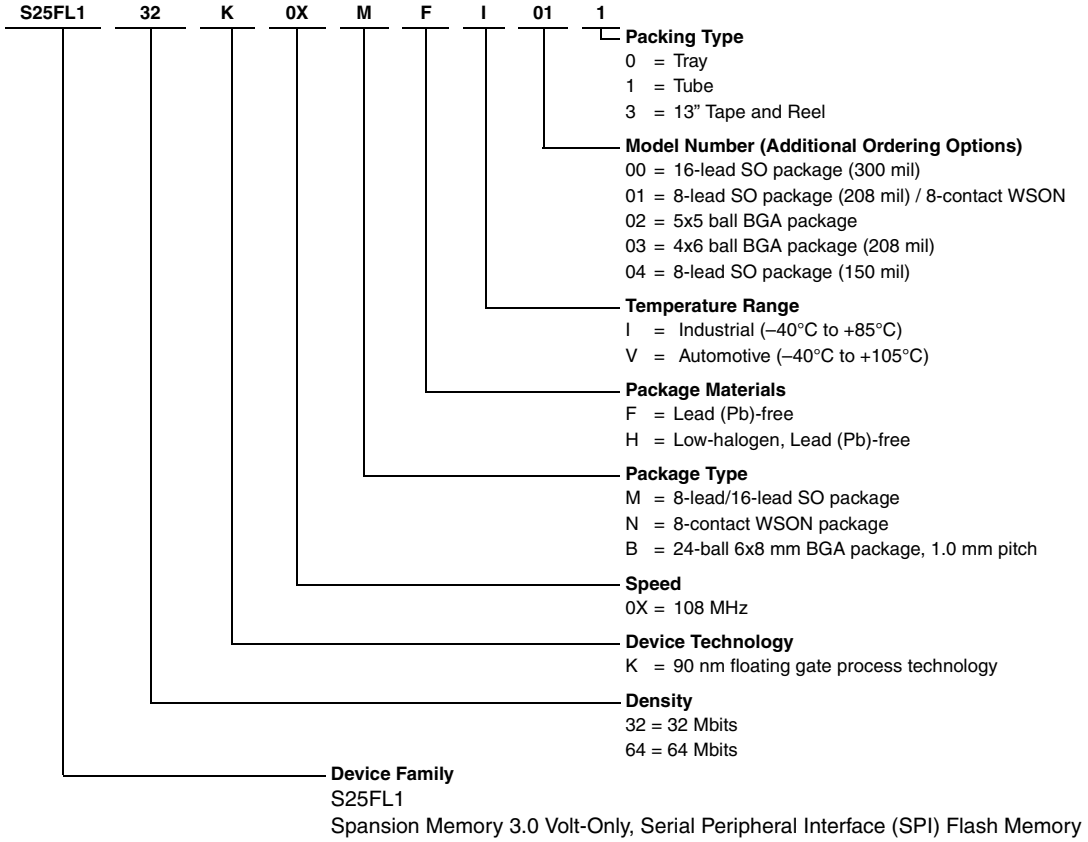 S25FL1 32 K 0X M F I 01 1
Packing Type
0 = Tray
1 = Tube
3 = 13” Tape and Reel
Model Number (Additional Ordering Options)
00 = 16-lead SO package (300 mil)
01 = 8-lead SO package (208 mil) / 8-contact WSON
02 = 5x5 ball BGA package
03 = 4x6 ball BGA package (208 mil)
04 = 8-lead SO package (150 mil)
Temperature Range
I = Industrial (–40°C to +85°C)
V = Automotive (–40°C to +105°C)
Package Materials
F = Lead (Pb)-free
H = Low-halogen, Lead (Pb)-free
Package Type
M = 8-lead/16-lead SO package
N = 8-contact WSON package
B = 24-ball 6x8 mm BGA package, 1.0 mm pitch
Speed
0X = 108 MHz
Device Technology
K = 90 nm floating gate process technology
Density
32 = 32 Mbits
64 = 64 Mbits
Device Family
S25FL1
Spansion Memory 3.0 Volt-Only, Serial Peripheral Interface (SPI) Flash Memory